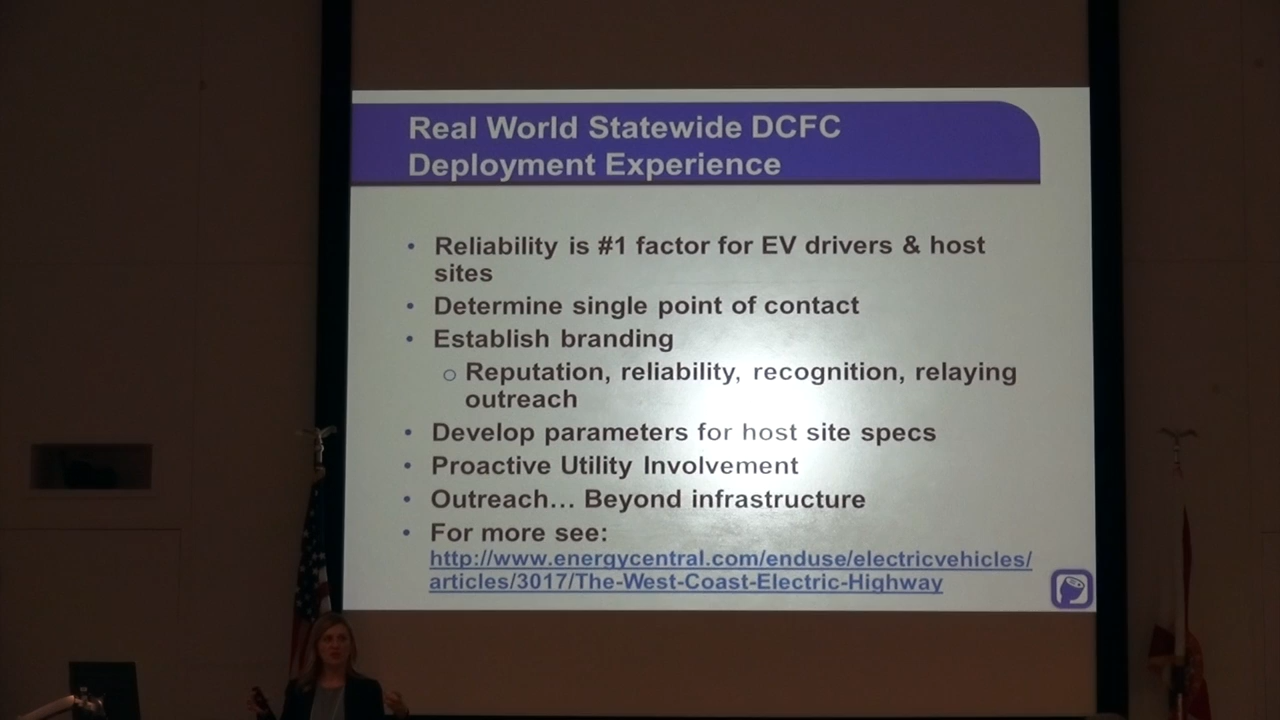 Real World Statewide DCFC
Deployment Experience
• Reliability is #1 factor for EV drivers & host
sites
• Determine single point of contact
• Establish branding
o Reputation, reliability, recognition, relaying
outreach
• Develop parameters for host site specs
• Proactive Utility Involvement
• Outreach... Beyond infrastructure
• For more see:
http://www.energycentral.com/enduse/electricvehicles/
articles/3017/The-West-Coast-Electric-Highway